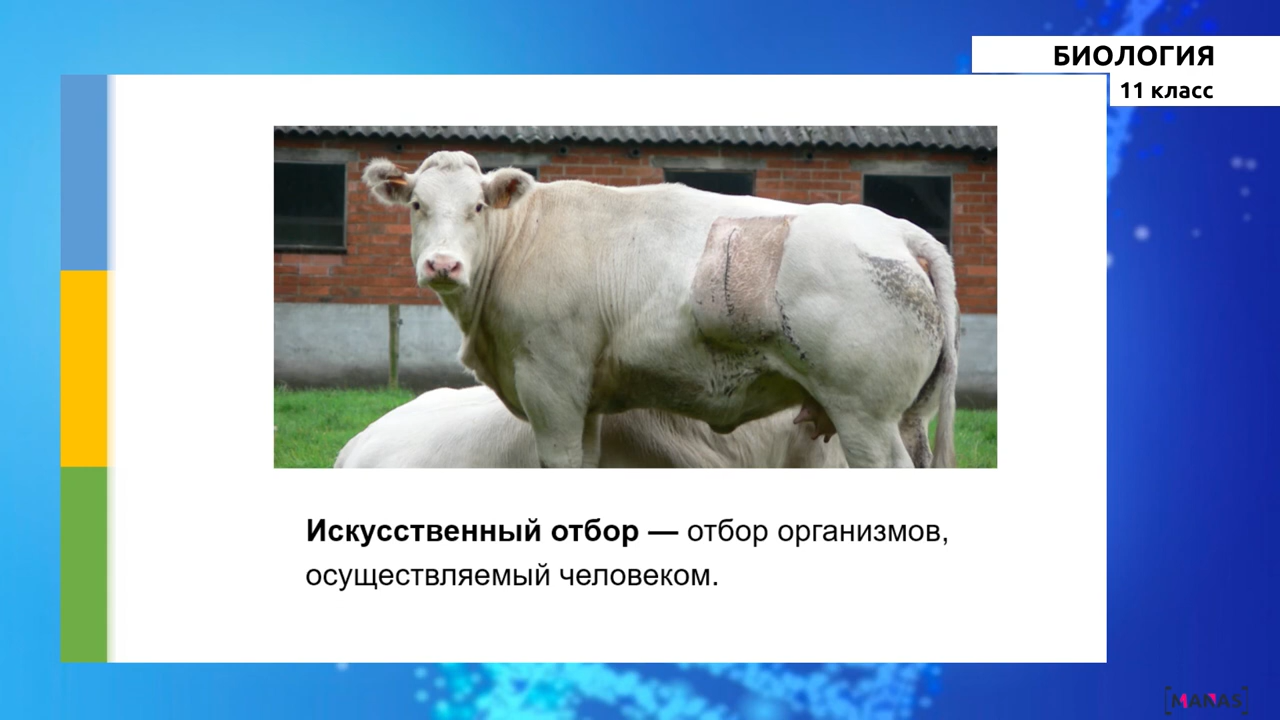 БИОЛОГИЯ
11 класс
Искусственный отбор — отбор организмов,
осуществляемый человеком.
MANAS